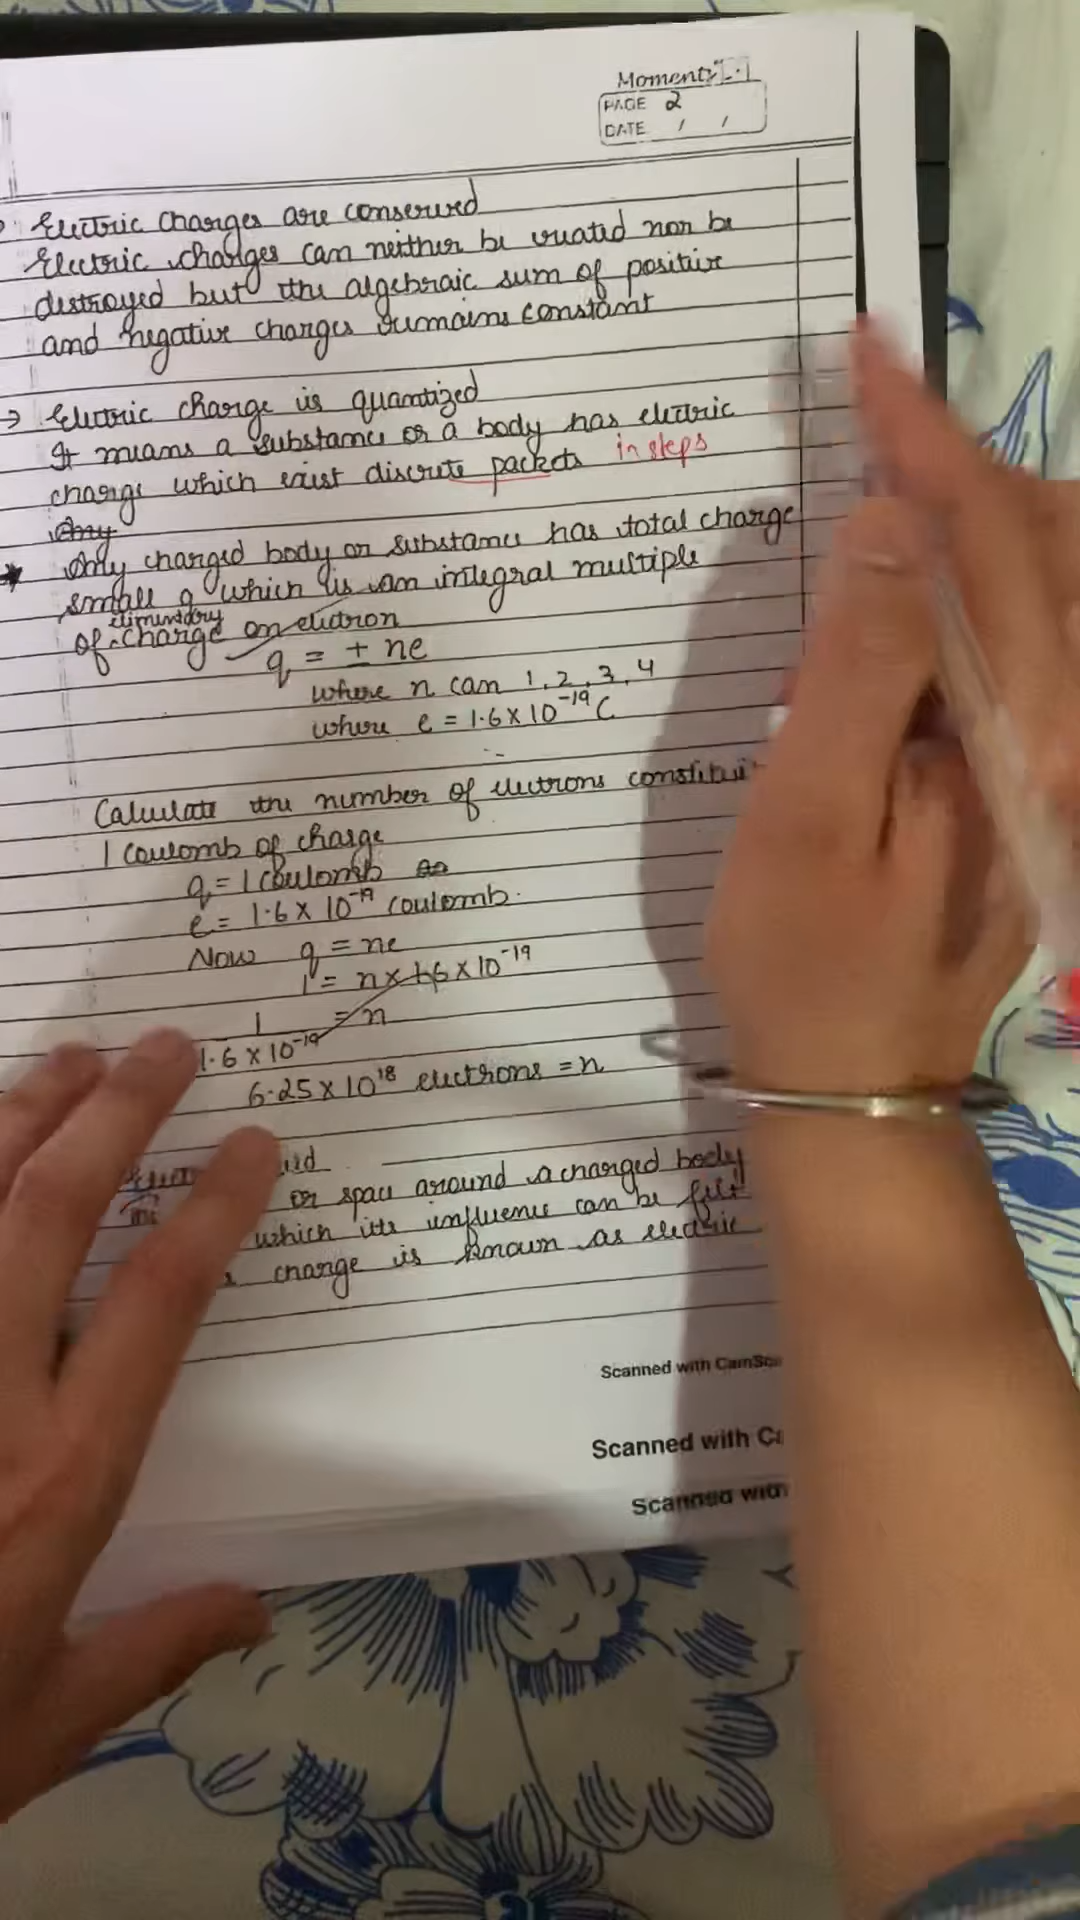 Moments
PAGE 2
DATE / /
Electric Charges are conserved
Electric charges can neither be created nor be
destroyed but the algebraic sum of positive
and negative charges remains constant
→ Electric charge is quantized
It means a substance or a body has electric
charge which exist discrete packets in steps
Any
* Any charged body or substance has total charge
small q which is an integral multiple
elimentary
of charge on electron
q = ± ne
where n can 1, 2, 3, 4
where e = 1.6 × 10⁻¹⁹ C
Calculate the number of electrons
1 Coulomb of charge
q = 1 Coulomb
e = 1.6 × 10⁻¹⁹ coulomb.
Now q = ne
1 = n × 1.6 × 10⁻¹⁹
1 = n
1.6 × 10⁻¹⁹
6.25 × 10¹⁸ electrons = n
or space around a charged body
which its influence can be felt
charge is known as electric
Scanned with
Scanned with
Scanned with